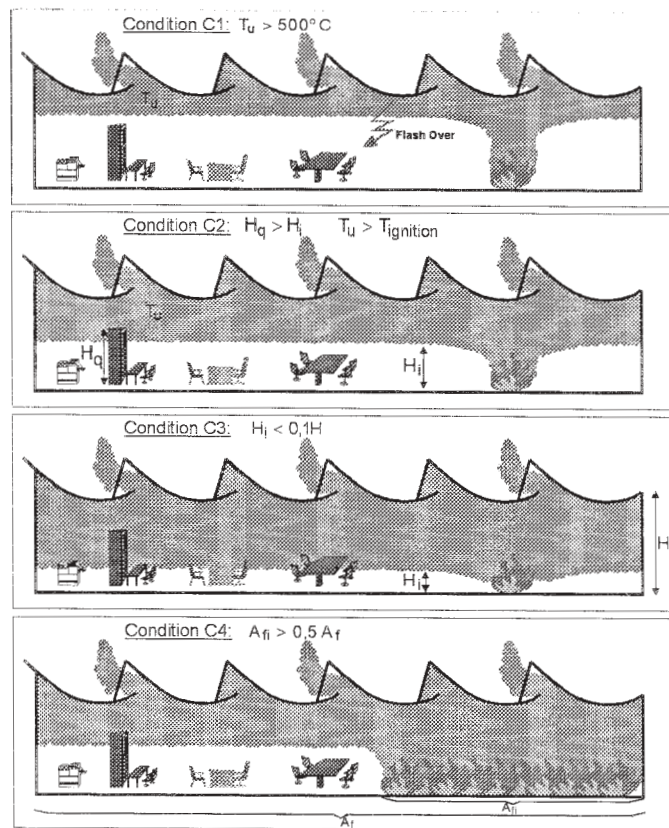 Condition C1: Tu > 500°C
Tu
Flash Over
Condition C2: Hq > Hi Tu > Tignition
Tu
Hq
Hi
Condition C3: Hi < 0,1H
H
Hi
Condition C4: Afi > 0,5 Af
Afi
Af